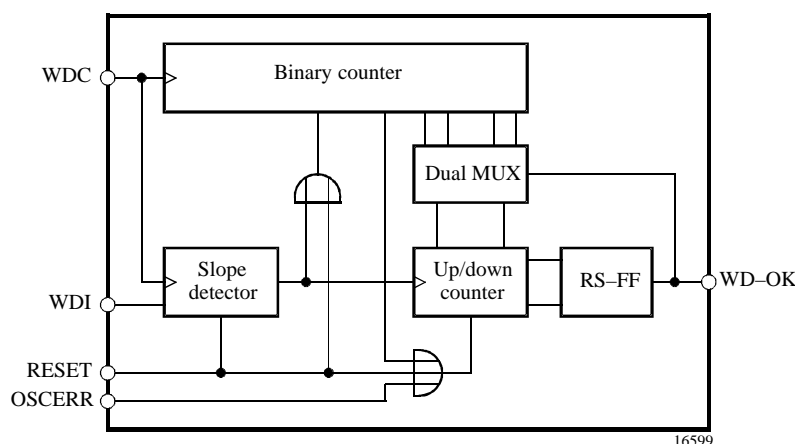 WDC
Binary counter
Dual MUX
Slope
detector
Up/down
counter
RS–FF
WD–OK
WDI
RESET
OSCERR
16599